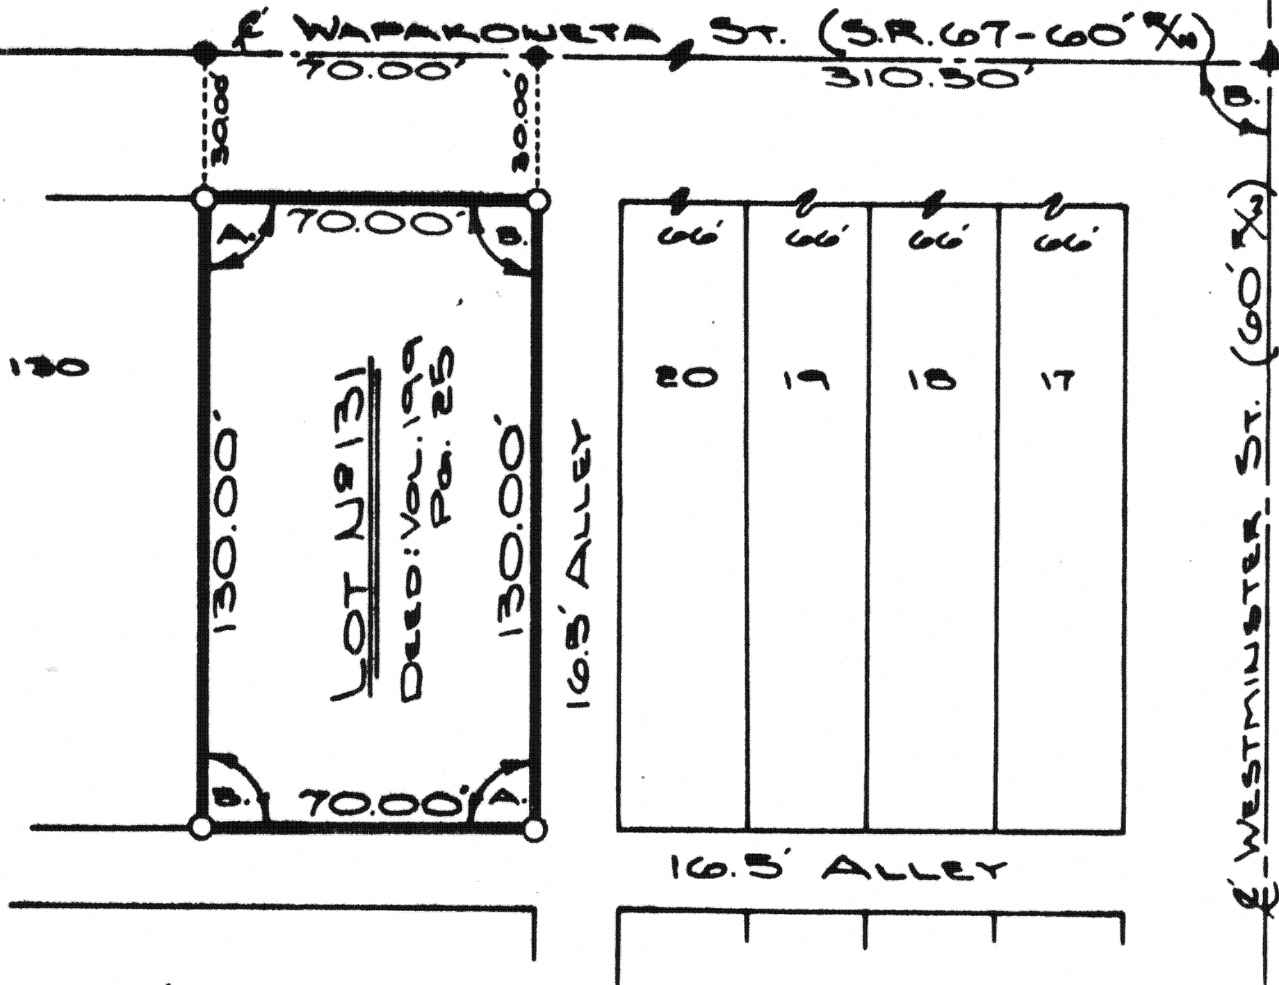 ℄ WAPAKONETA ST. (S.R. 67-60' R/W)
70.00'
310.50'
30.00'
30.00'
B.
A.
70.00'
B.
66'
66'
66'
66'
130
20
19
18
17
130.00'
LOT Nº 131
DEED: VOL. 199
PG. 25
130.00'
16.5' ALLEY
℄ WESTMINSTER ST. (60' R/W)
B.
70.00'
A.
16.5' ALLEY